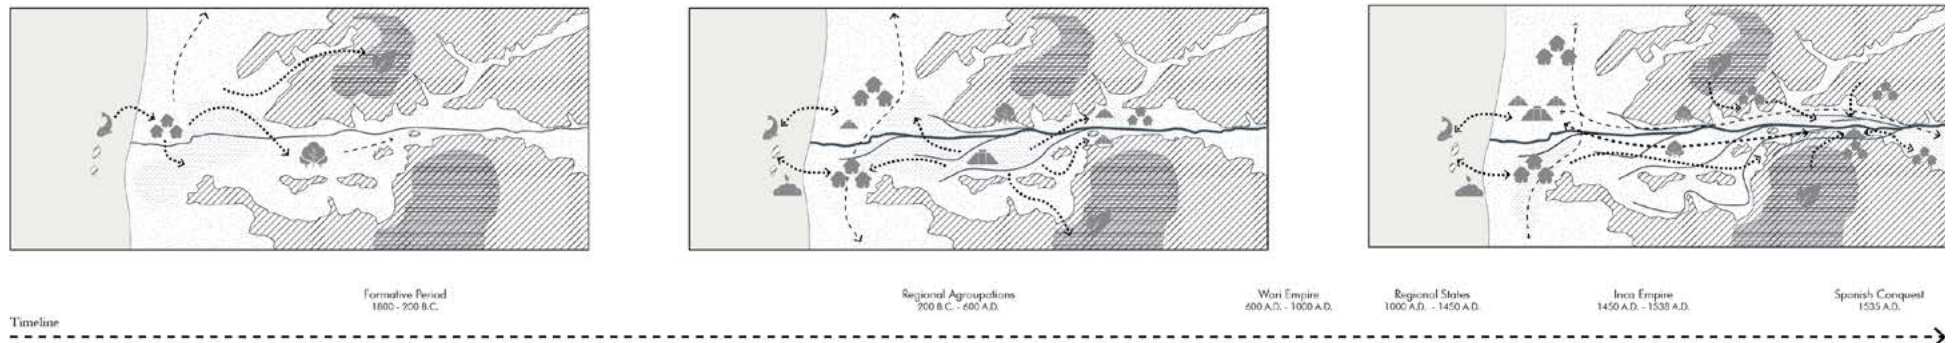 Formative Period
1800 - 200 B.C.
Regional Agroupations
200 B.C. - 600 A.D.
Wari Empire
600 A.D. - 1000 A.D.
Regional States
1000 A.D. - 1450 A.D.
Inca Empire
1450 A.D. - 1538 A.D.
Spanish Conquest
1535 A.D.
Timeline